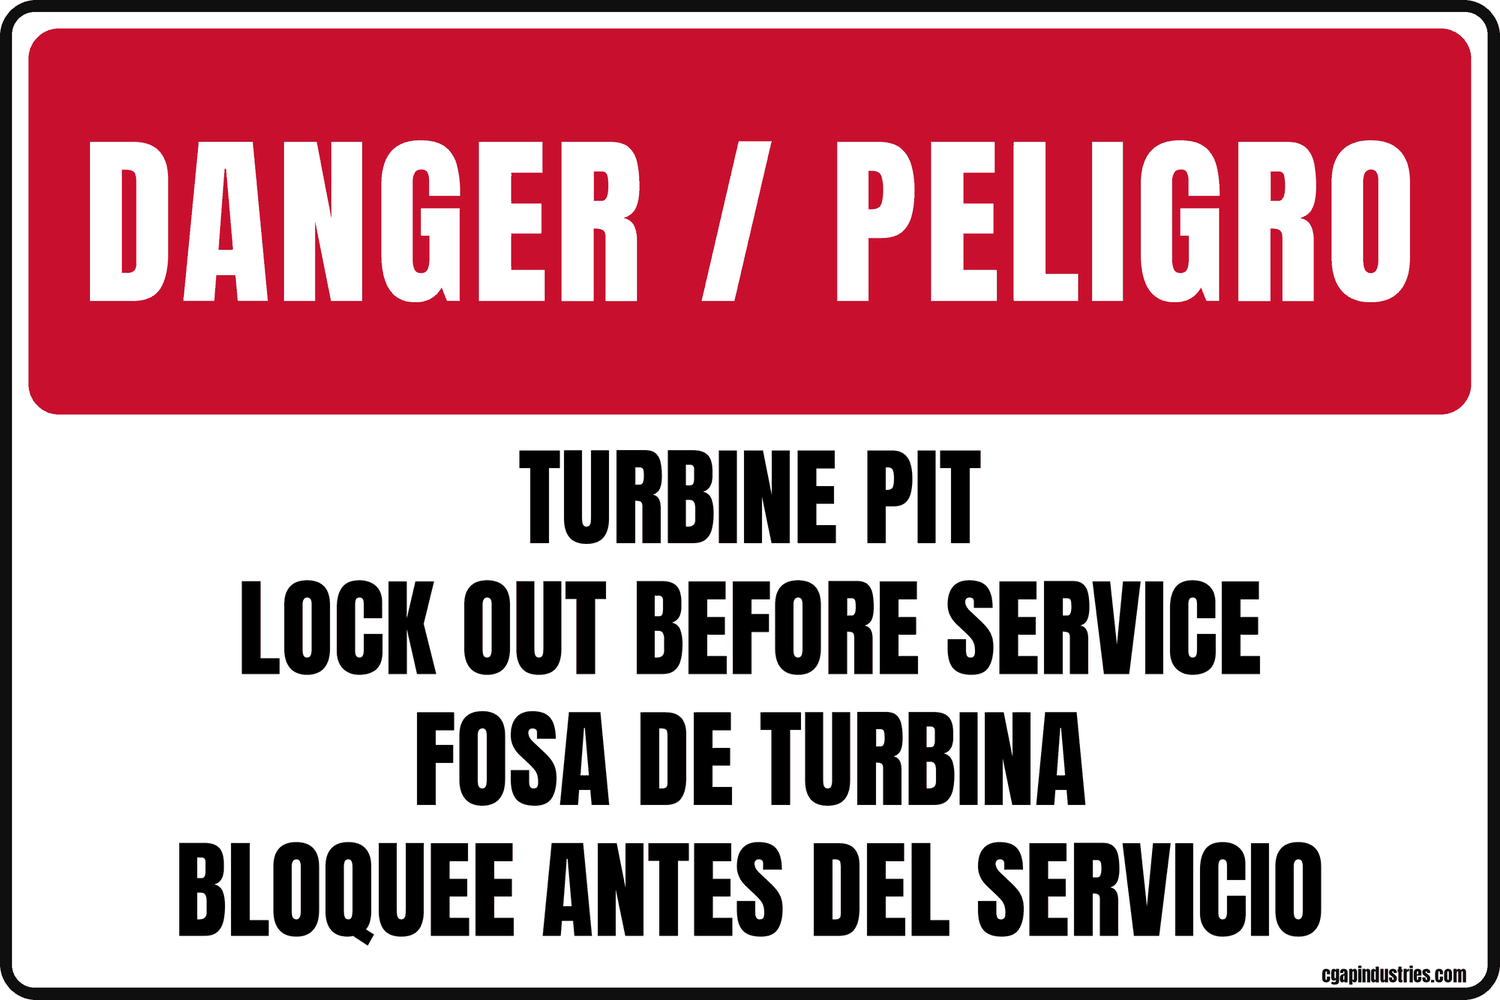 DANGER / PELIGRO
TURBINE PIT
LOCK OUT BEFORE SERVICE
FOSA DE TURBINA
BLOQUEE ANTES DEL SERVICIO
cgapindustries.com